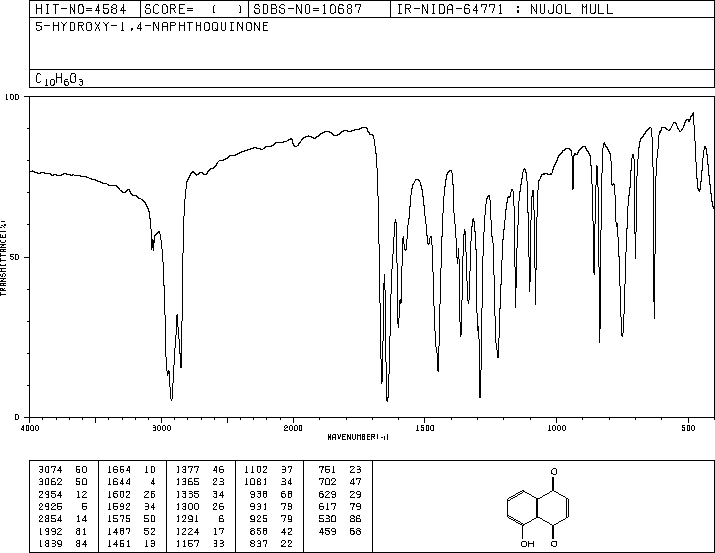 HIT-NO=4584 SCORE= ( ) SDBS-NO=10687 IR-NIDA-64771 : NUJOL MULL
5-HYDROXY-1,4-NAPHTHOQUINONE
C10H6O3
100
50
0
TRANSMITTANCE(%)
4000 3000 2000 1500 1000 500
WAVENUMBER(-1)
3074 60 1664 10 1377 46 1102 37 751 23
3062 50 1644 4 1365 23 1081 34 702 47
2954 12 1602 26 1335 34 938 68 629 29
2925 5 1592 34 1300 26 931 79 617 79
2854 14 1575 50 1291 6 925 79 530 86
1992 81 1487 52 1224 17 858 42 459 68
1839 84 1451 13 1157 33 837 22
O
OH O